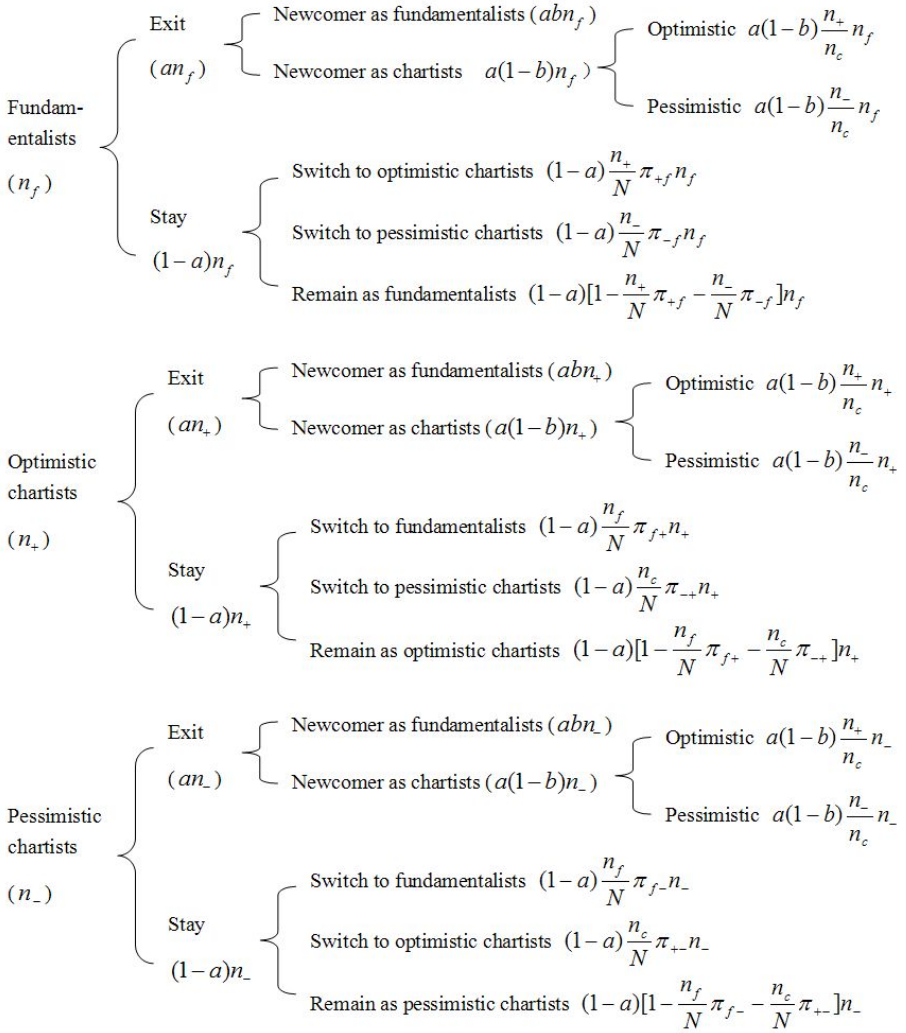 Fundam-
entalists
(n_f)
Exit
(an_f)
Newcomer as fundamentalists (abn_f)
Newcomer as chartists a(1−b)n_f)
Optimistic a(1−b) n_+/n_c n_f
Pessimistic a(1−b) n_−/n_c n_f
Stay
(1−a)n_f
Switch to optimistic chartists (1−a) n_+/N π_{+f} n_f
Switch to pessimistic chartists (1−a) n_−/N π_{−f} n_f
Remain as fundamentalists (1−a)[1− n_+/N π_{+f} − n_−/N π_{−f}]n_f
Optimistic
chartists
(n_+)
Exit
(an_+)
Newcomer as fundamentalists (abn_+)
Newcomer as chartists (a(1−b)n_+)
Optimistic a(1−b) n_+/n_c n_+
Pessimistic a(1−b) n_−/n_c n_+
Stay
(1−a)n_+
Switch to fundamentalists (1−a) n_f/N π_{f+} n_+
Switch to pessimistic chartists (1−a) n_c/N π_{−+} n_+
Remain as optimistic chartists (1−a)[1− n_f/N π_{f+} − n_c/N π_{−+}]n_+
Pessimistic
chartists
(n_−)
Exit
(an_−)
Newcomer as fundamentalists (abn_−)
Newcomer as chartists (a(1−b)n_−)
Optimistic a(1−b) n_+/n_c n_−
Pessimistic a(1−b) n_−/n_c n_−
Stay
(1−a)n_−
Switch to fundamentalists (1−a) n_f/N π_{f−} n_−
Switch to optimistic chartists (1−a) n_c/N π_{+−} n_−
Remain as pessimistic chartists (1−a)[1− n_f/N π_{f−} − n_c/N π_{+−}]n_−